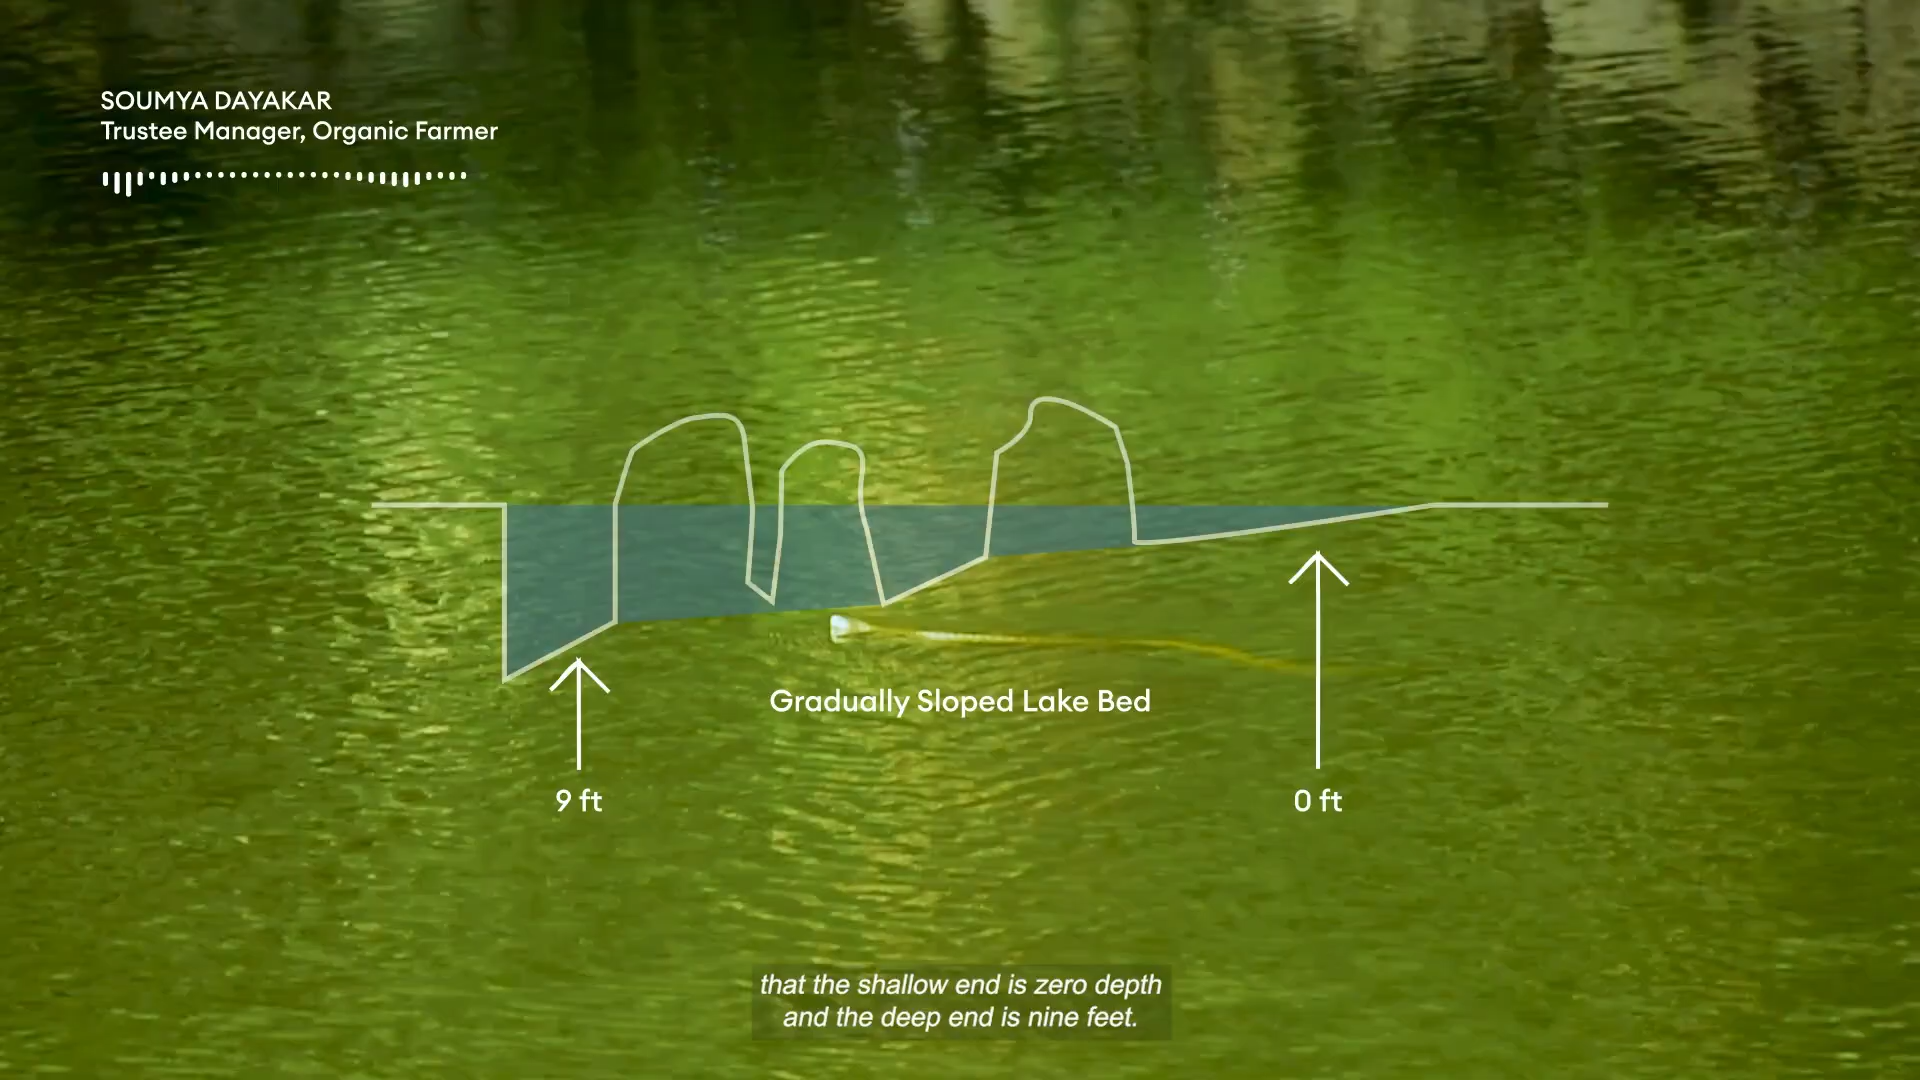 SOUMYA DAYAKAR
Trustee Manager, Organic Farmer
Gradually Sloped Lake Bed
9 ft
0 ft
that the shallow end is zero depth
and the deep end is nine feet.